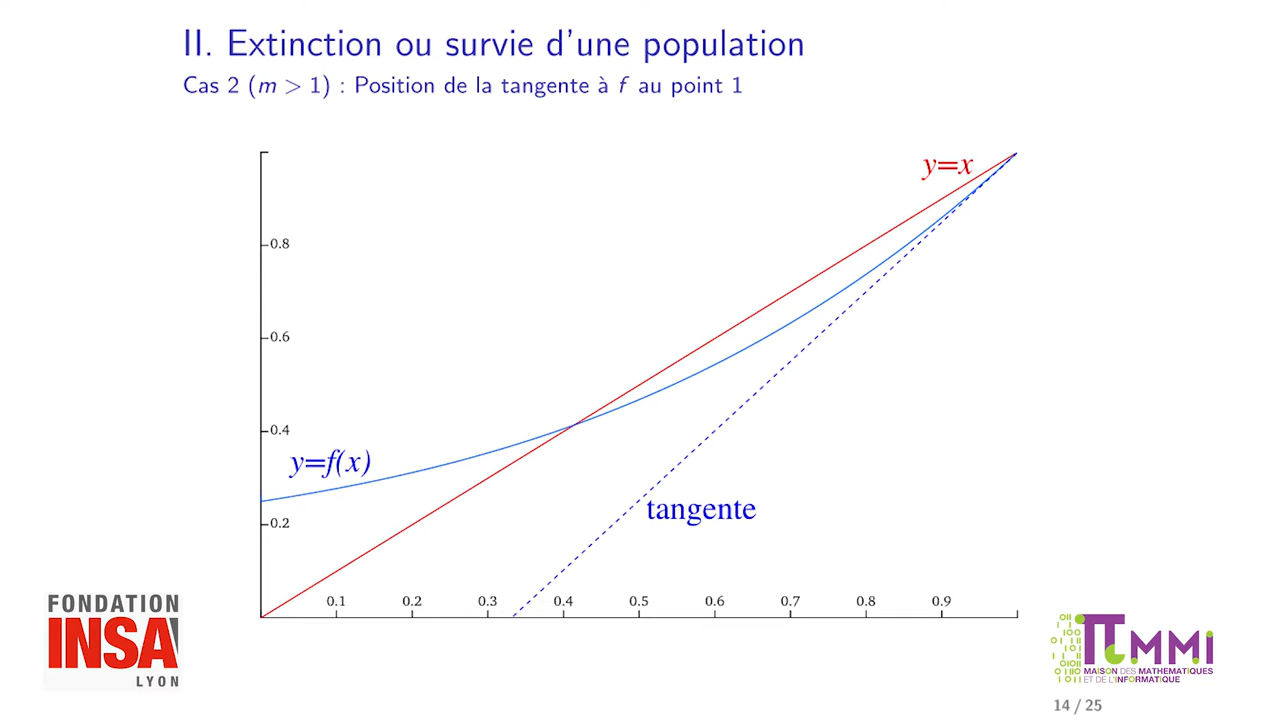 II. Extinction ou survie d'une population
Cas 2 (m > 1) : Position de la tangente à f au point 1
y=x
0.8
0.6
0.4
y=f(x)
tangente
0.2
0.1 0.2 0.3 0.4 0.5 0.6 0.7 0.8 0.9
FONDATION
INSA
LYON
MMI
MAISON DES MATHEMATIQUES
ET DE L'INFORMATIQUE
14 / 25